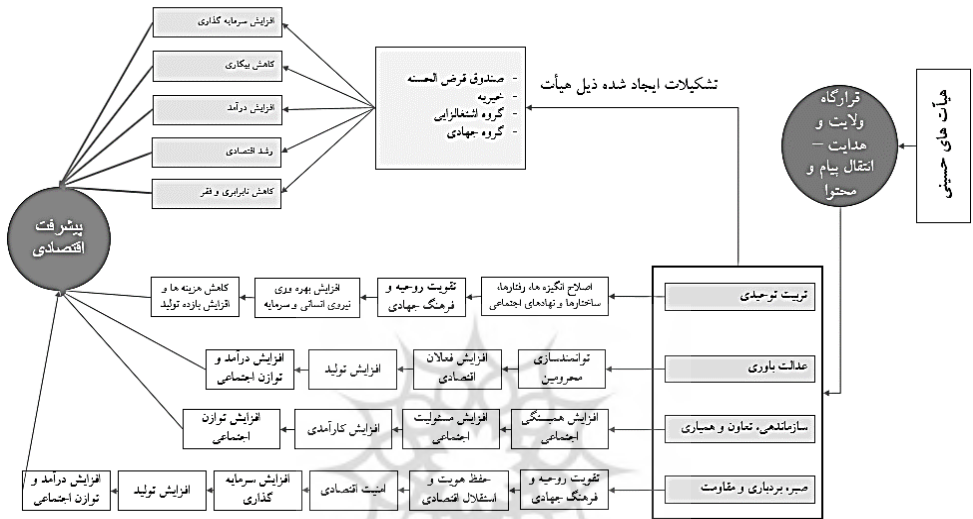 هیأت های حسینی
قرارگاه
ولایت و
هدایت –
انتقال پیام و
محتوا
تشکیلات ایجاد شده ذیل هیأت
- صندوق قرض الحسنه
- خیریه
- گروه اشتغالزایی
- گروه جهادی
افزایش سرمایه گذاری
کاهش بیکاری
افزایش درآمد
رشد اقتصادی
کاهش نابرابری و فقر
پیشرفت
اقتصادی
تربیت توحیدی
اصلاح انگیزه ها، رفتارها،
ساختارها و نهادهای اجتماعی
تقویت روحیه و
فرهنگ جهادی
افزایش بهره وری
نیروی انسانی و سرمایه
کاهش هزینه ها و
افزایش بازده تولید
عدالت باوری
توانمندسازی
محرومین
افزایش فعالان
اقتصادی
افزایش تولید
افزایش درآمد و
توازن اجتماعی
سازماندهی، تعاون و همیاری
افزایش همبستگی
اجتماعی
افزایش مسئولیت
اجتماعی
افزایش کارآمدی
افزایش توازن
اجتماعی
صبر، بردباری و مقاومت
تقویت روحیه و
فرهنگ جهادی
حفظ هویت و
استقلال اقتصادی
امنیت اقتصادی
افزایش سرمایه
گذاری
افزایش تولید
افزایش درآمد و
توازن اجتماعی